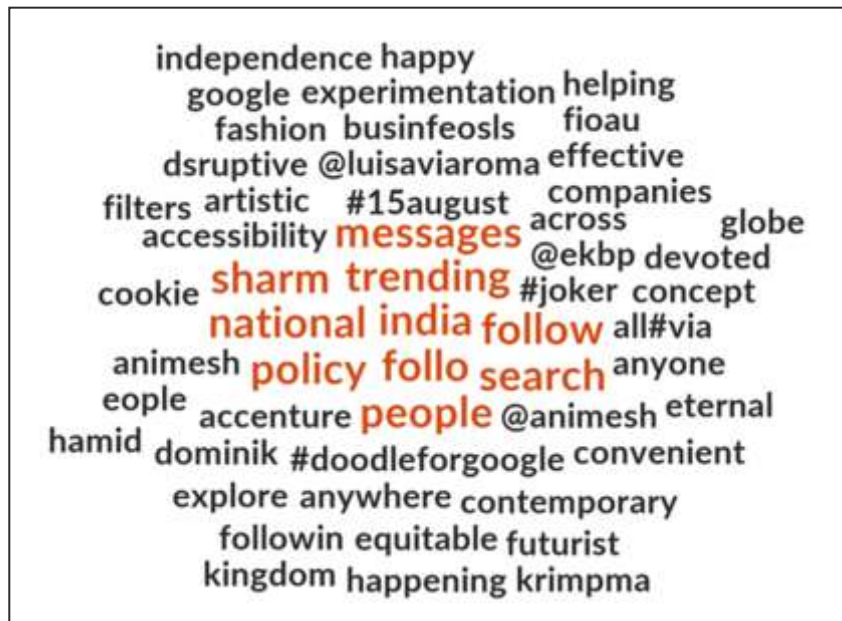 independence happy
google experimentation helping
fashion businfeosls fioau
dsruptive @luisaviaroma effective
filters artistic #15august companies
accessibility messages across globe
@ekbp devoted
cookie sharm trending #joker concept
national india follow all#via
animesh policy follo search anyone
eople accenture people @animesh eternal
hamid dominik #doodleforgoogle convenient
explore anywhere contemporary
followin equitable futurist
kingdom happening krimpma